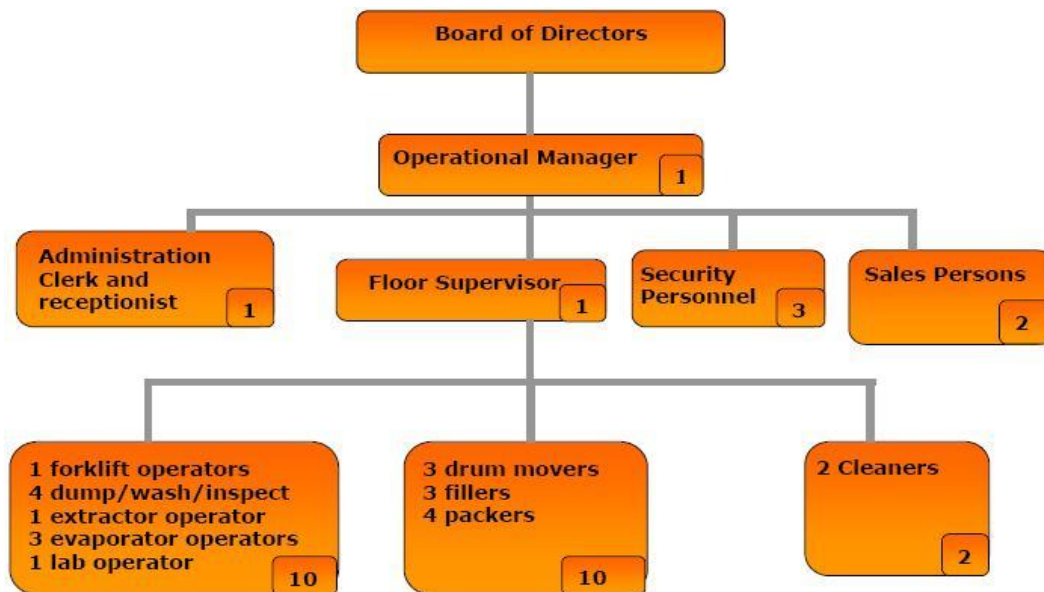 Board of Directors
Operational Manager
1
Administration
Clerk and
receptionist
1
Floor Supervisor
1
Security
Personnel
3
Sales Persons
2
1 forklift operators
4 dump/wash/inspect
1 extractor operator
3 evaporator operators
1 lab operator
10
3 drum movers
3 fillers
4 packers
10
2 Cleaners
2